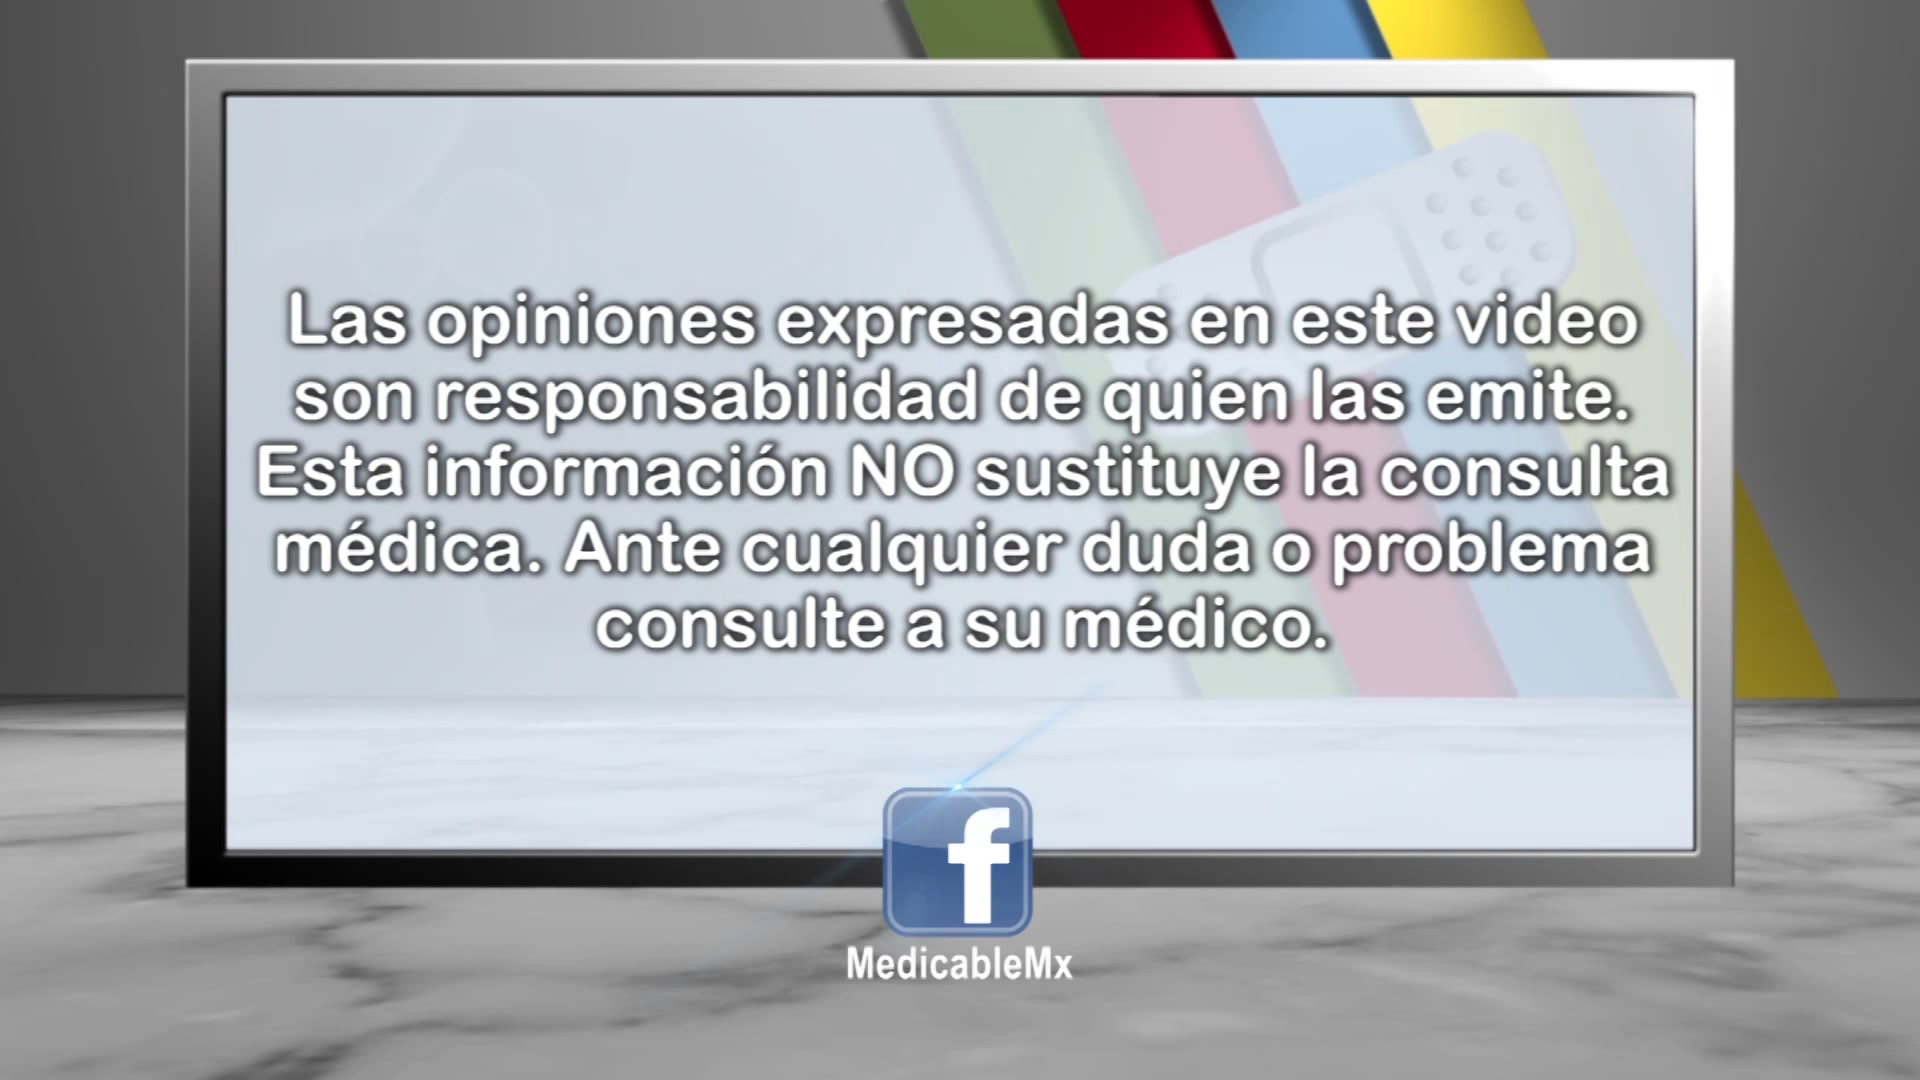 Las opiniones expresadas en este video
son responsabilidad de quien las emite.
Esta información NO sustituye la consulta
médica. Ante cualquier duda o problema
consulte a su médico.
f
MedicableMx